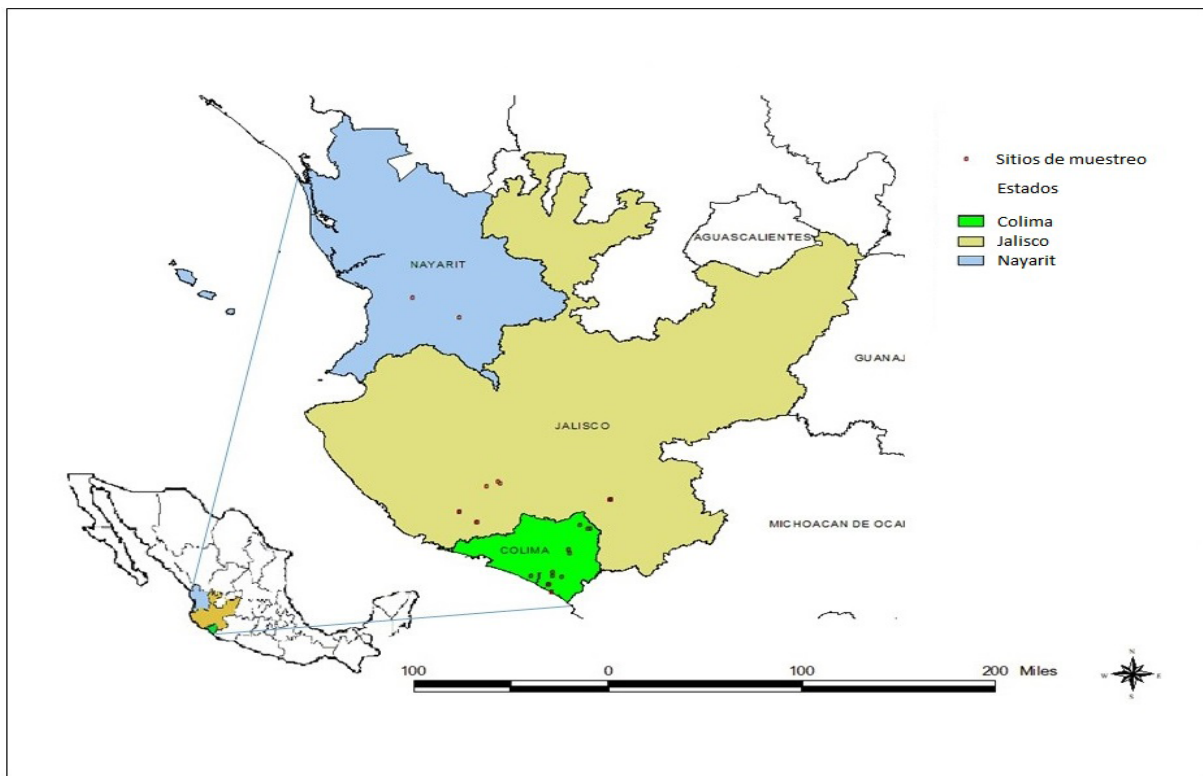 Sitios de muestreo
Estados
Colima
Jalisco
Nayarit
AGUASCALIENTES
NAYARIT
GUANAJ
JALISCO
MICHOACAN DE OCAI
COLIMA
100 0 100 200 Miles
N
W E
S